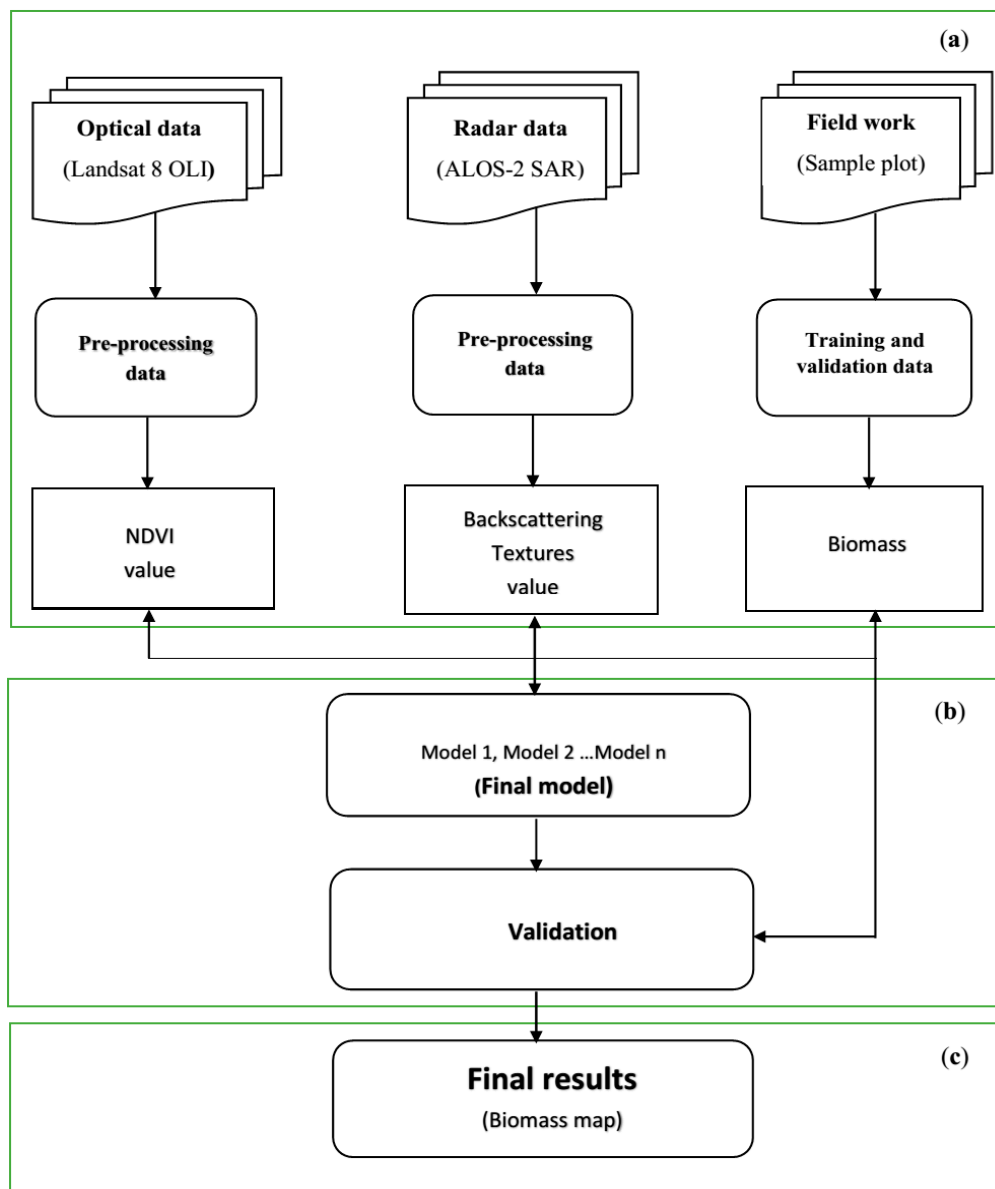 (a)
Optical data
(Landsat 8 OLI)
Radar data
(ALOS-2 SAR)
Field work
(Sample plot)
Pre-processing
data
Pre-processing
data
Training and
validation data
NDVI
value
Backscattering
Textures
value
Biomass
(b)
Model 1, Model 2 ...Model n
(Final model)
Validation
(c)
Final results
(Biomass map)